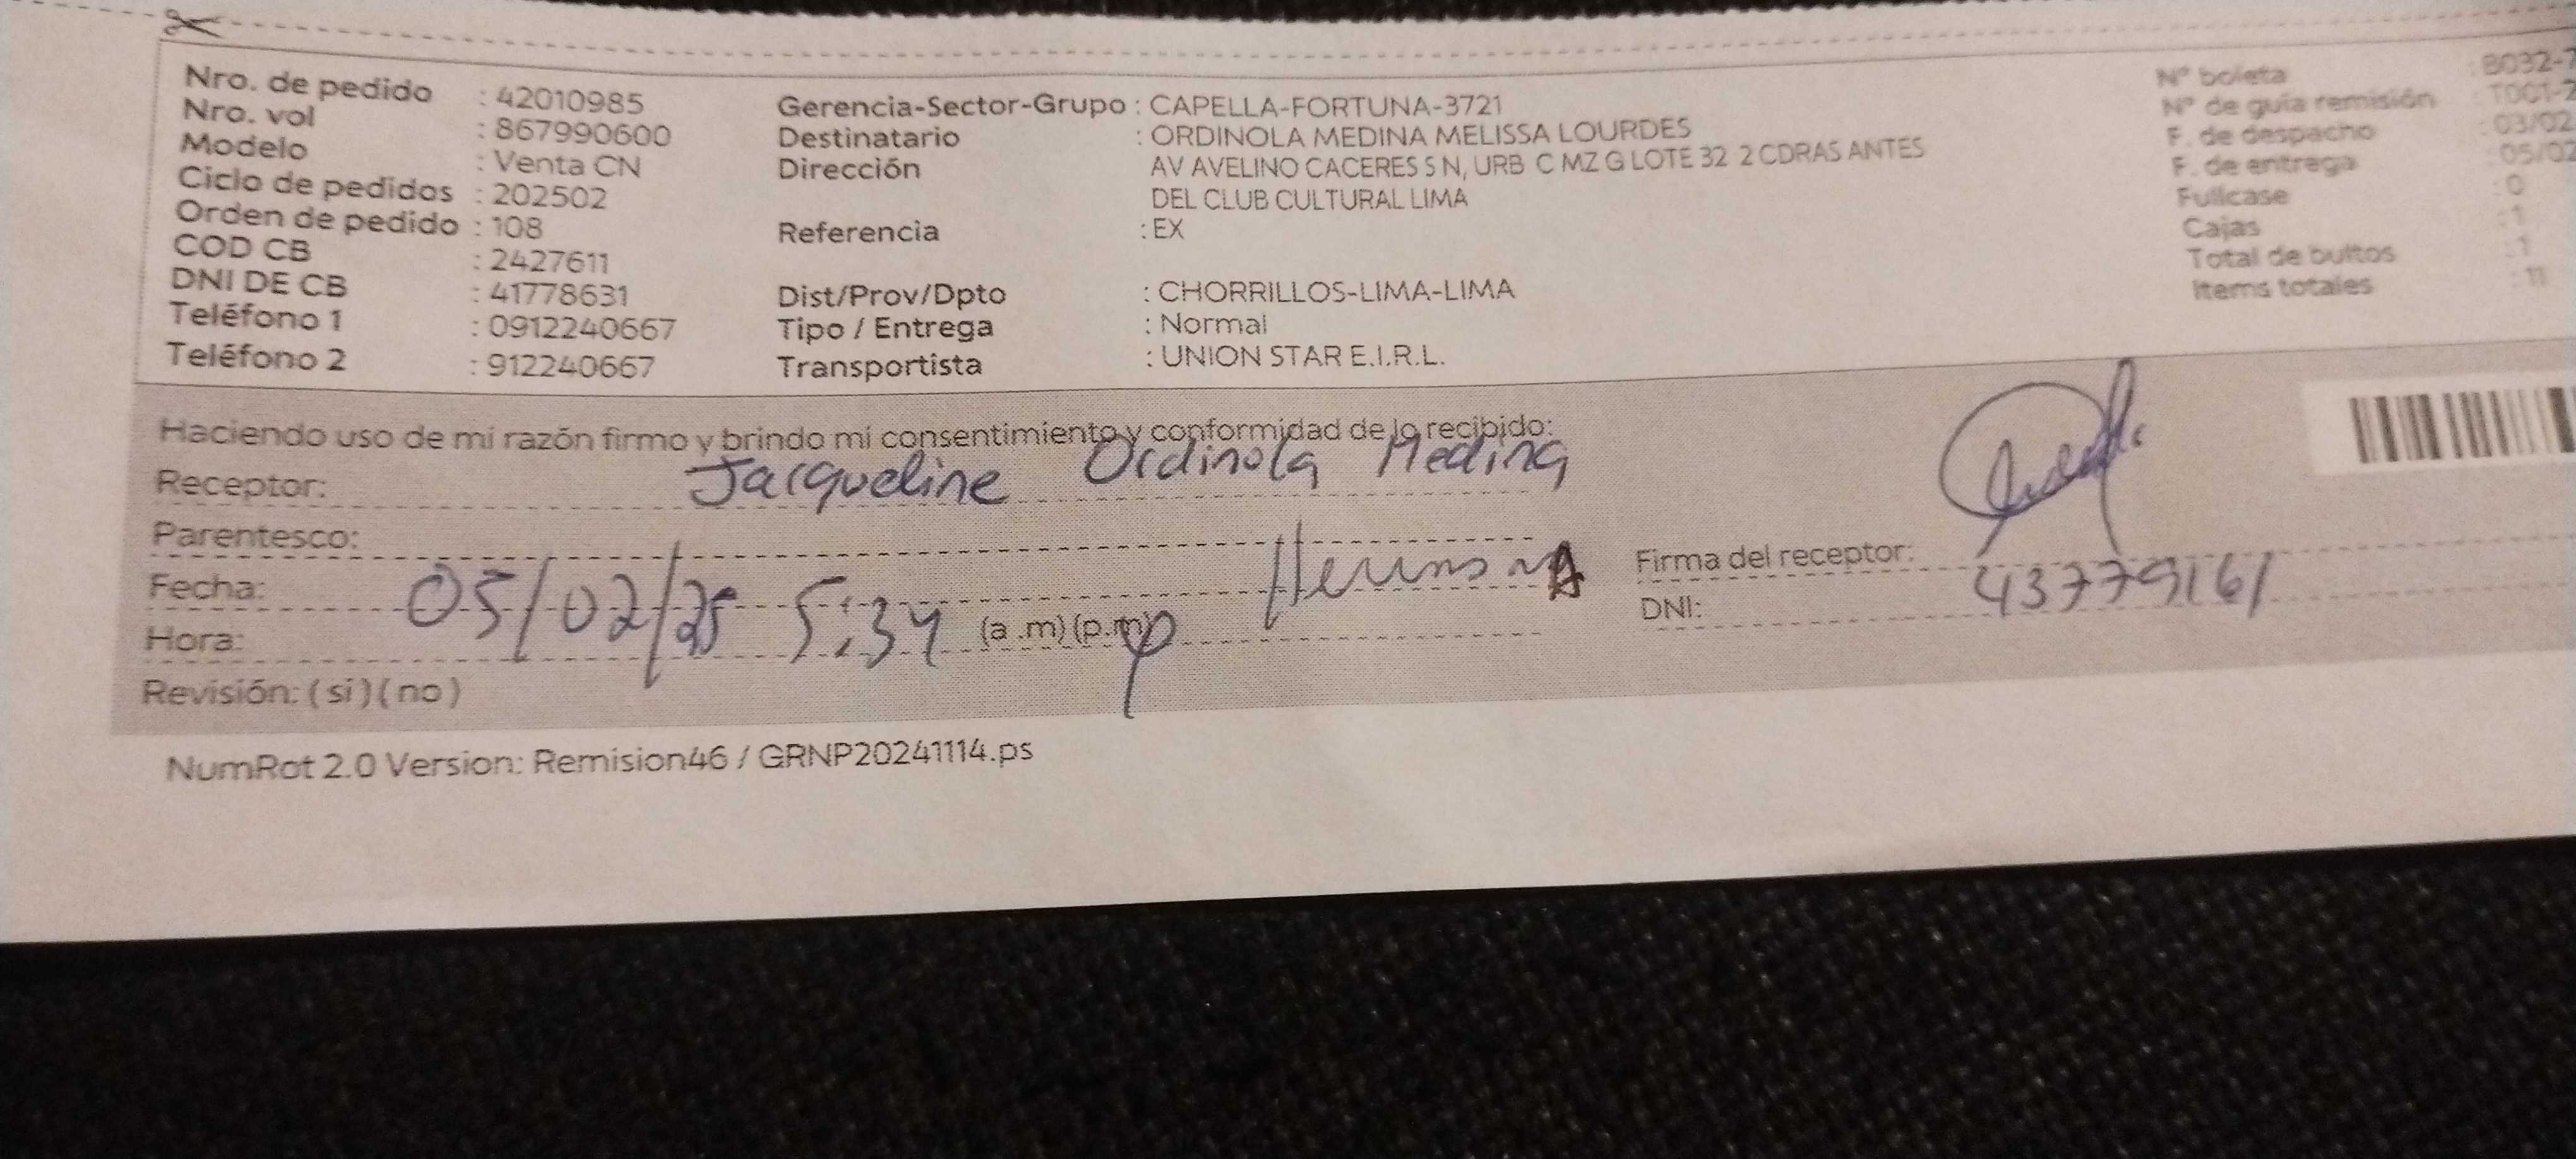 Nro. de pedido : 42010985
Nro. vol : 867990600
Modelo : Venta CN
Ciclo de pedidos : 202502
Orden de pedido : 108
COD CB : 2427611
DNI DE CB : 41778631
Teléfono 1 : 0912240667
Teléfono 2 : 912240667
Gerencia-Sector-Grupo : CAPELLA-FORTUNA-3721
Destinatario : ORDINOLA MEDINA MELISSA LOURDES
Dirección AV AVELINO CACERES S N, URB C MZ G LOTE 32 2 CDRAS ANTES
DEL CLUB CULTURAL LIMA
Referencia : EX
Dist/Prov/Dpto : CHORRILLOS-LIMA-LIMA
Tipo / Entrega : Normal
Transportista : UNION STAR E.I.R.L.
Nº boleta : B032-7
Nº de guía remisión : T001-2
F. de despacho : 03/02
F. de entrega : 05/02
Fullcase : 0
Cajas : 1
Total de bultos : 1
Items totales : 11
Haciendo uso de mi razón firmo y brindo mi consentimiento y conformidad de lo recibido:
Receptor: Jacqueline Ordinola Medina
Parentesco: Hermana
Fecha: 05/02/25
Hora: 5:34 (a .m) (p.m)
Revisión: ( si ) ( no )
Firma del receptor:
DNI: 43779161
NumRot 2.0 Version: Remision46 / GRNP20241114.ps